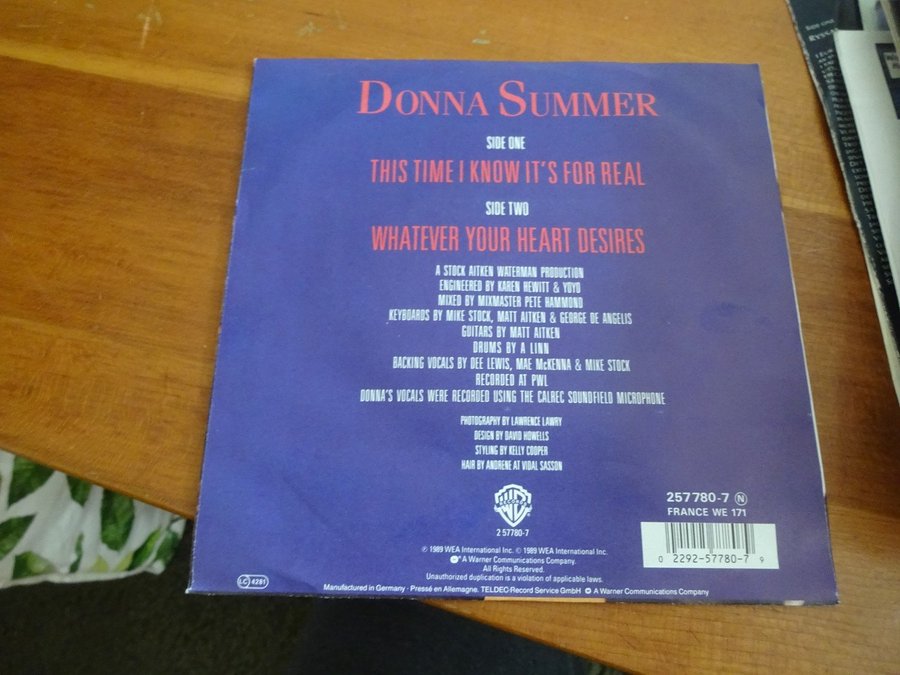 DONNA SUMMER
SIDE ONE
THIS TIME I KNOW IT'S FOR REAL
SIDE TWO
WHATEVER YOUR HEART DESIRES
A STOCK AITKEN WATERMAN PRODUCTION
ENGINEERED BY KAREN HEWITT & YOYO
MIXED BY MIXMASTER PETE HAMMOND
KEYBOARDS BY MIKE STOCK, MATT AITKEN & GEORGE DE ANGELIS
GUITARS BY MATT AITKEN
DRUMS BY A LINN
BACKING VOCALS BY DEE LEWIS, MAE McKENNA & MIKE STOCK
RECORDED AT PWL
DONNA'S VOCALS WERE RECORDED USING THE CALREC SOUNDFIELD MICROPHONE
PHOTOGRAPHY BY LAWRENCE LAWRY
DESIGN BY DAVID HOWELLS
STYLING BY KELLY COOPER
HAIR BY ANDRENE AT VIDAL SASSON
WB
RECORDS
2 57780-7
257780-7 N
FRANCE WE 171
0 2292-57780-7 9
℗ 1989 WEA International Inc. © 1989 WEA International Inc.
A Warner Communications Company.
All Rights Reserved.
Unauthorized duplication is a violation of applicable laws.
LC 4281
Manufactured in Germany · Pressé en Allemagne. TELDEC Record Service GmbH A Warner Communications Company
SIDE ONE